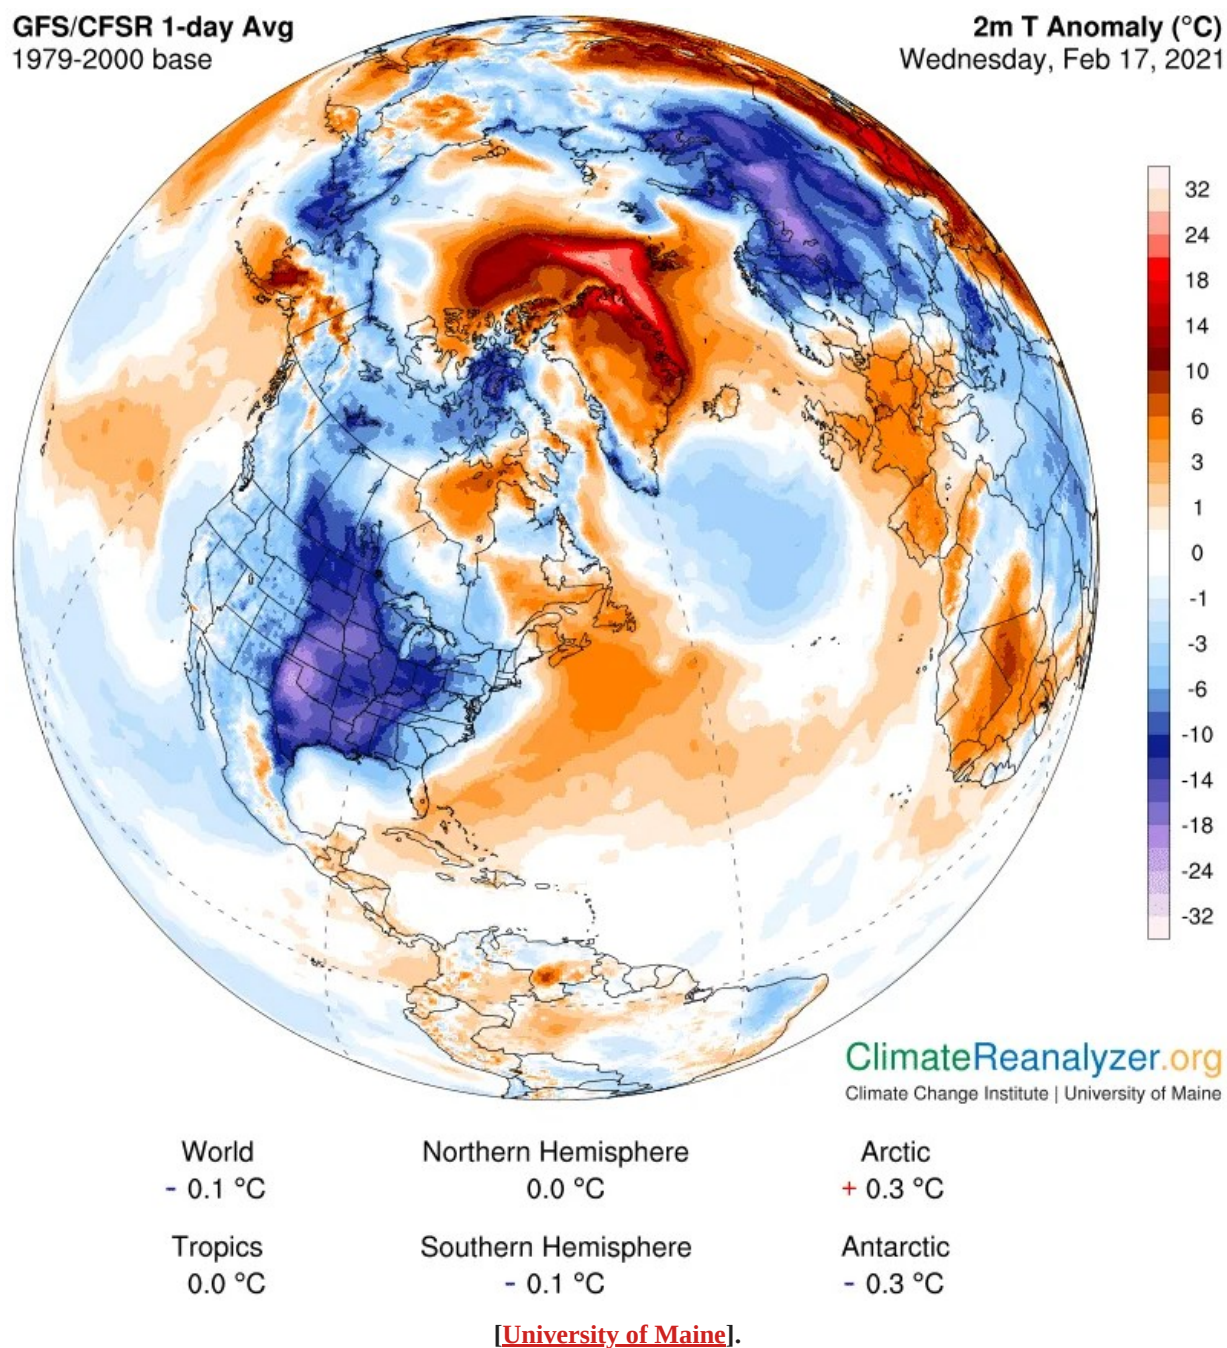 GFS/CFSR 1-day Avg
1979-2000 base
2m T Anomaly (°C)
Wednesday, Feb 17, 2021
32
24
18
14
10
6
3
1
0
-1
-3
-6
-10
-14
-18
-24
-32
ClimateReanalyzer.org
Climate Change Institute | University of Maine
World
- 0.1 °C
Northern Hemisphere
0.0 °C
Arctic
+ 0.3 °C
Tropics
0.0 °C
Southern Hemisphere
- 0.1 °C
Antarctic
- 0.3 °C
[University of Maine].